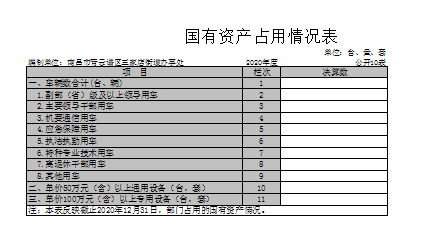 国有资产占用情况表
单位：台、量、套
编制单位：南昌市青云谱区三家店街道办事处 2020年度 公开10表
项 目 栏次 决算数
一、车辆数合计(台、辆) 1
1.副部（省）级及以上领导用车 2
2.主要领导干部用车 3
3.机要通信用车 4
4.应急保障用车 5
5.执法执勤用车 6
6.特种专业技术用车 7
7.离退休干部用车 8
8.其他用车 9
二、单价50万元（含）以上通用设备（台，套） 10
三、单价100万元（含）以上专用设备（台，套） 11
注：本表反映截止2020年12月31日，部门占用的国有资产情况。